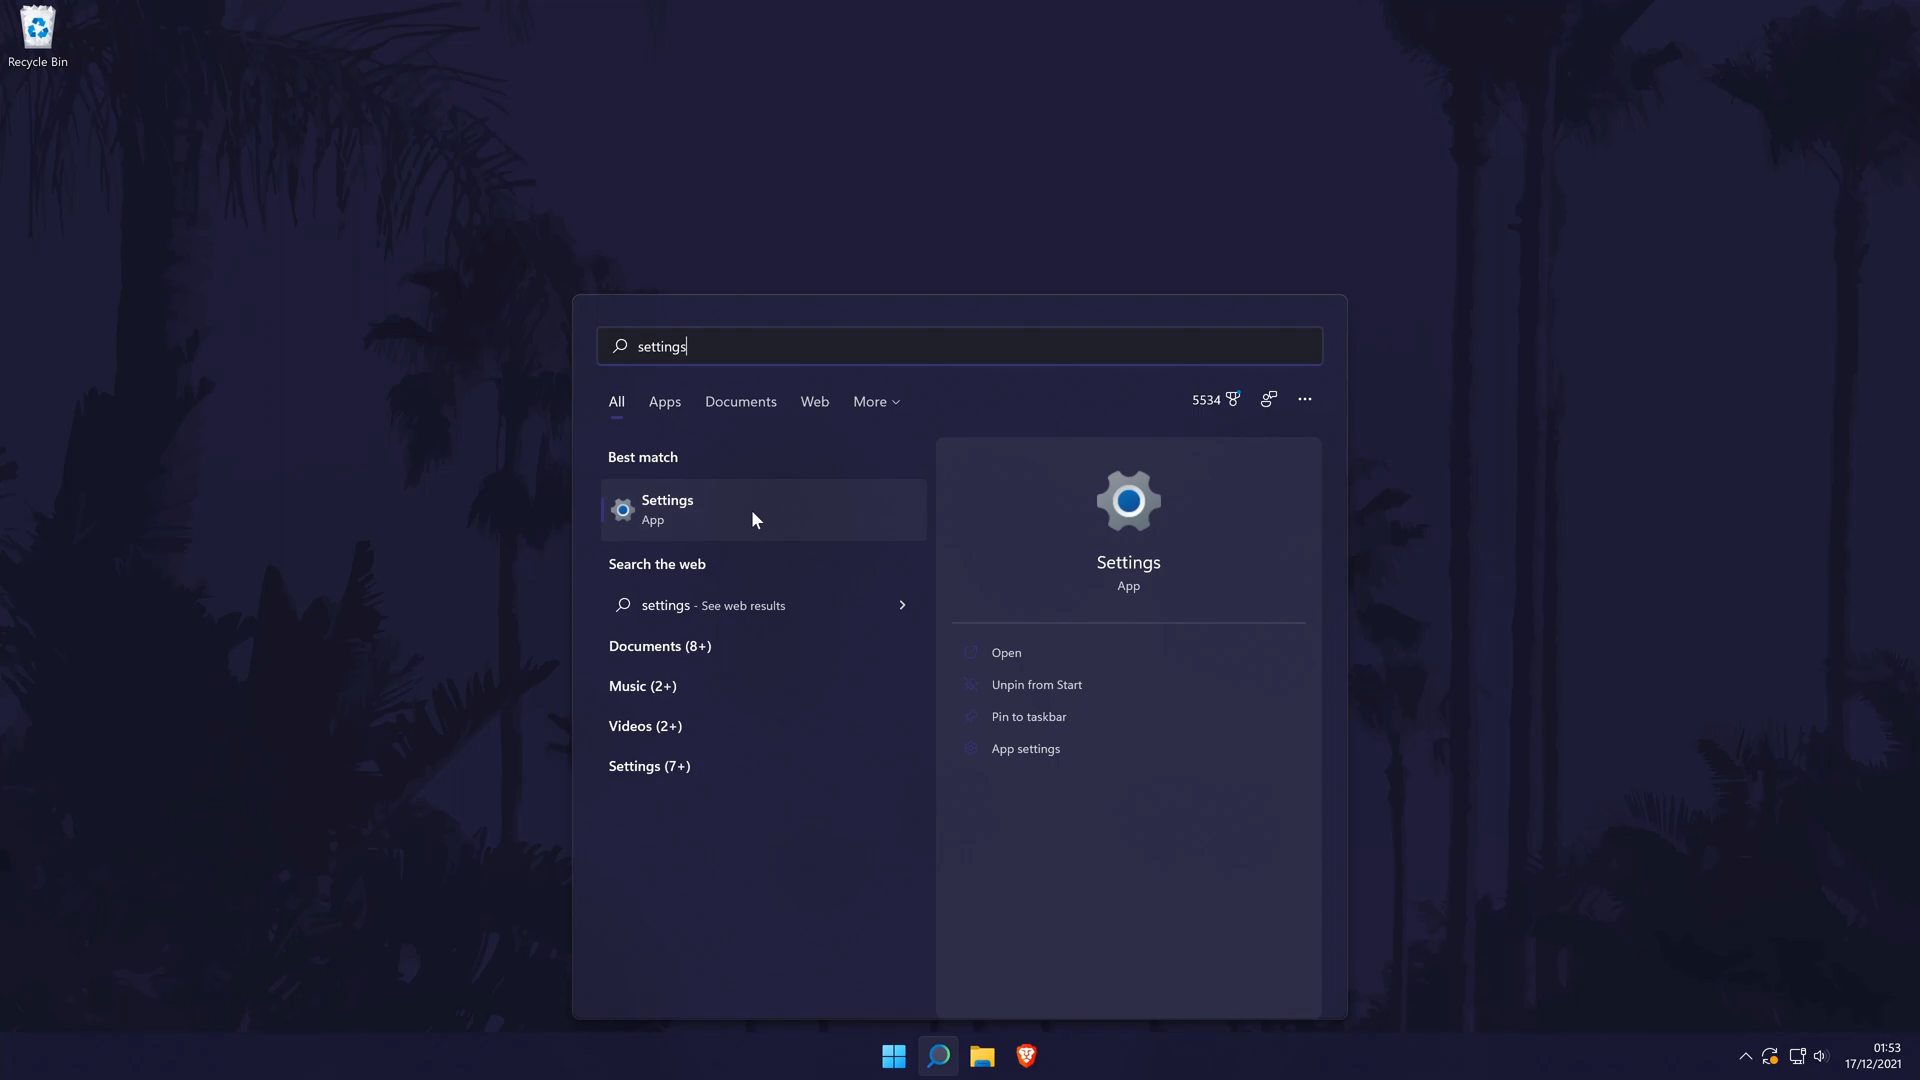 Recycle Bin
settings
All Apps Documents Web More
5534
Best match
Settings
App
Search the web
settings - See web results
Documents (8+)
Music (2+)
Videos (2+)
Settings (7+)
Settings
App
Open
Unpin from Start
Pin to taskbar
App settings
01:53
17/12/2021